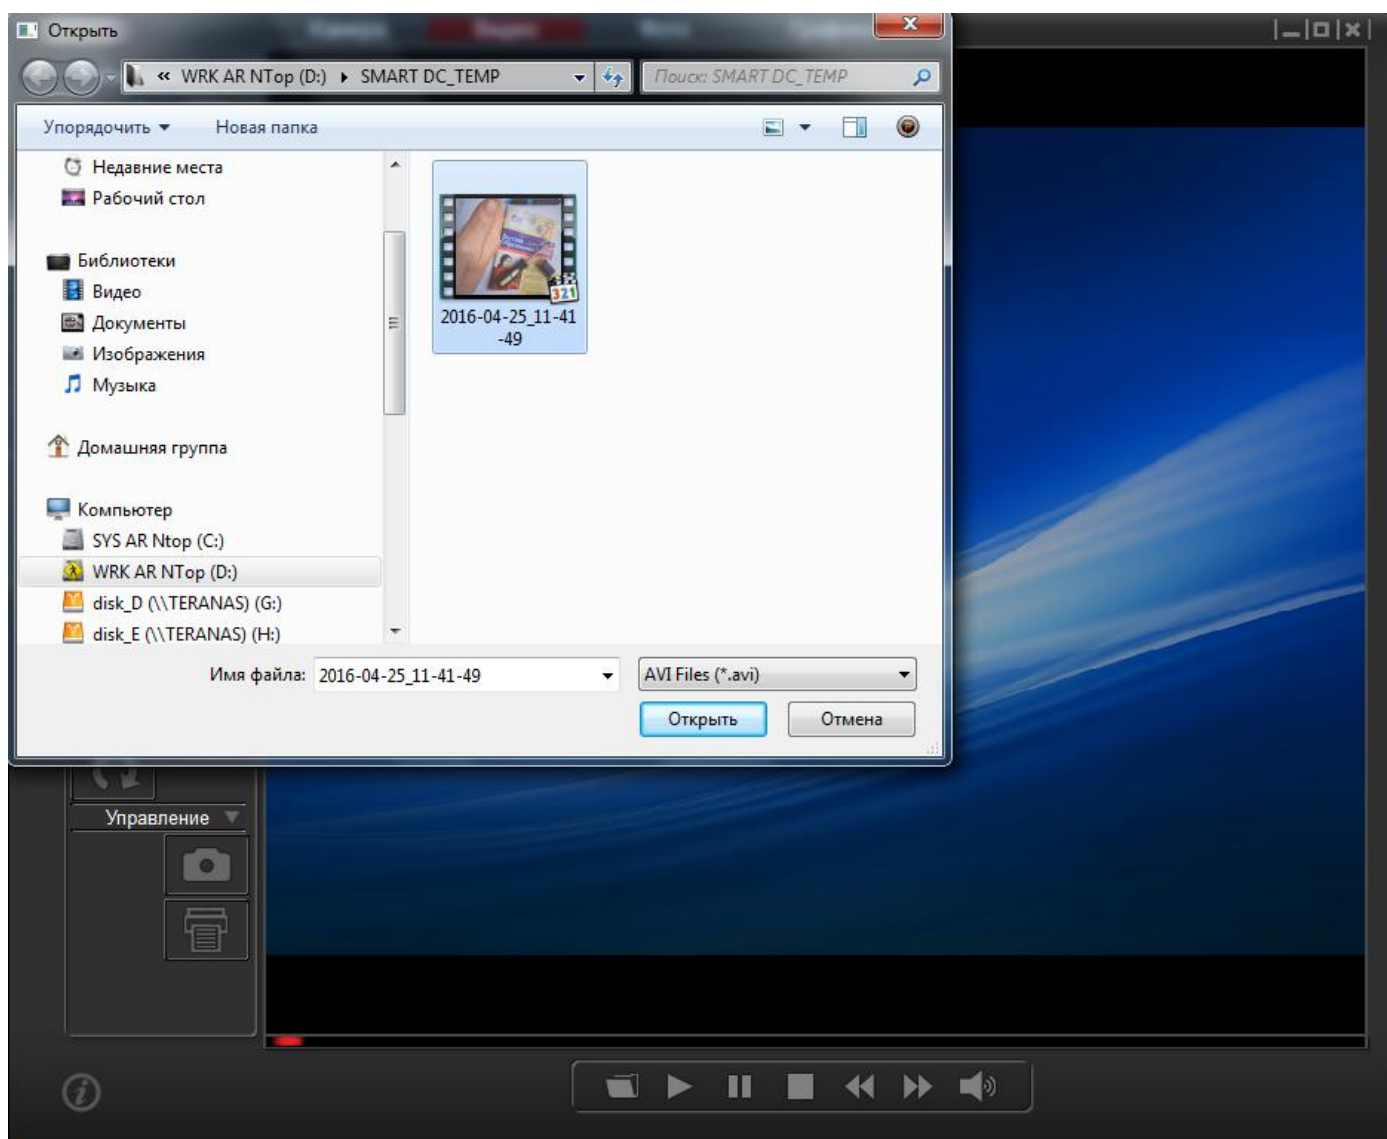 Открыть
« WRK AR NTop (D:) SMART DC_TEMP
Поиск: SMART DC_TEMP
Упорядочить
Новая папка
Недавние места
Рабочий стол
Библиотеки
Видео
Документы
Изображения
Музыка
Домашняя группа
Компьютер
SYS AR Ntop (C:)
WRK AR NTop (D:)
disk_D (\\TERANAS) (G:)
disk_E (\\TERANAS) (H:)
321
2016-04-25_11-41
-49
Имя файла: 2016-04-25_11-41-49
AVI Files (*.avi)
Открыть
Отмена
Управление